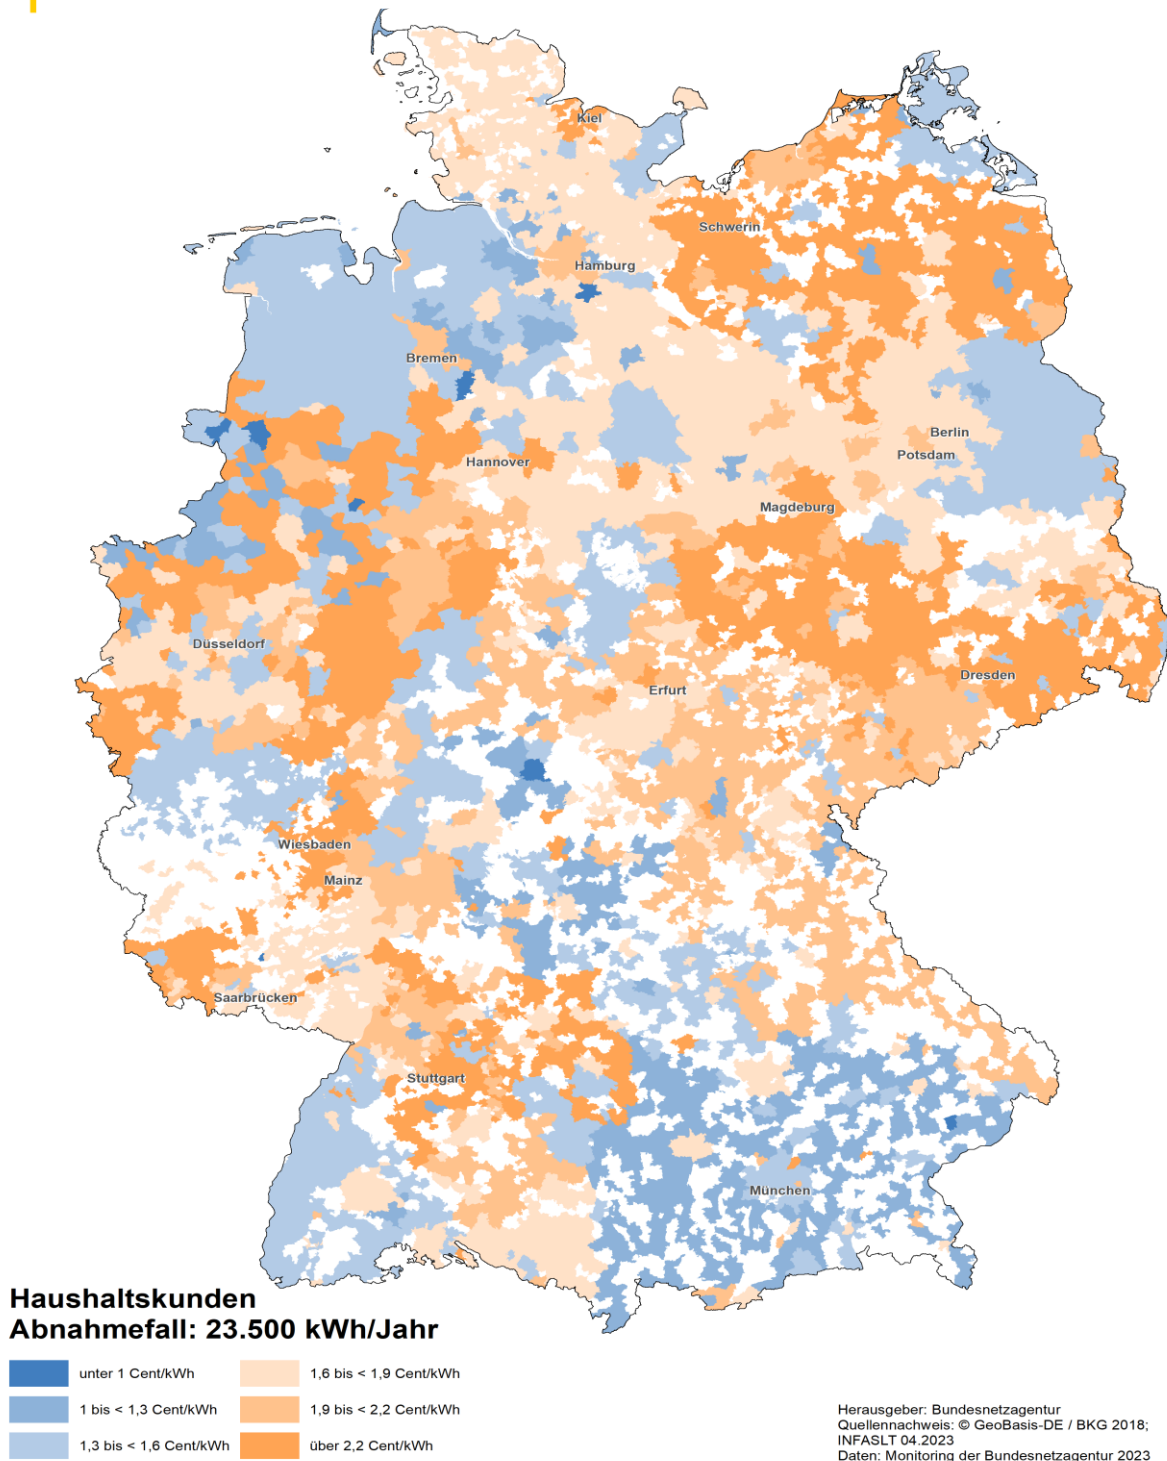 Kiel
Schwerin
Hamburg
Bremen
Berlin
Potsdam
Hannover
Magdeburg
Düsseldorf
Dresden
Erfurt
Wiesbaden
Mainz
Saarbrücken
Stuttgart
München
Haushaltskunden
Abnahmefall: 23.500 kWh/Jahr
unter 1 Cent/kWh
1 bis < 1,3 Cent/kWh
1,3 bis < 1,6 Cent/kWh
1,6 bis < 1,9 Cent/kWh
1,9 bis < 2,2 Cent/kWh
über 2,2 Cent/kWh
Herausgeber: Bundesnetzagentur
Quellennachweis: © GeoBasis-DE / BKG 2018;
INFASLT 04.2023
Daten: Monitoring der Bundesnetzagentur 2023